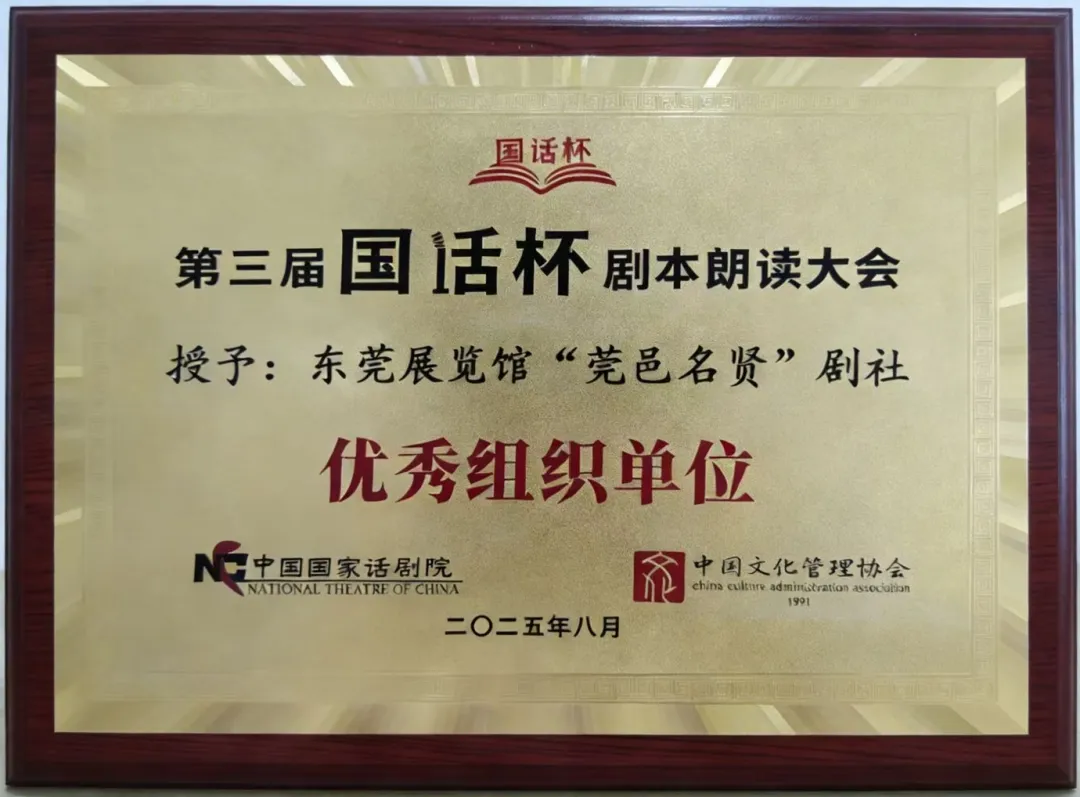 国话杯
第三届国话杯剧本朗读大会
授予：东莞展览馆“莞邑名贤”剧社
优秀组织单位
NC中国国家话剧院
NATIONAL THEATRE OF CHINA
中国文化管理协会
china culture administration association
1991
二〇二五年八月